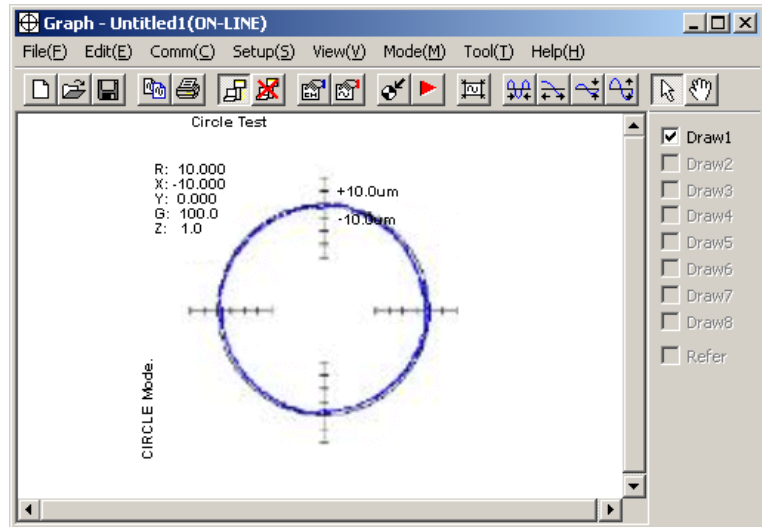 Graph - Untitled1(ON-LINE)
File(F) Edit(E) Comm(C) Setup(S) View(V) Mode(M) Tool(T) Help(H)
Circle Test
R: 10.000
X: -10.000
Y: 0.000
G: 100.0
Z: 1.0
+10.0um
-10.0um
CIRCLE Mode.
Draw1
Draw2
Draw3
Draw4
Draw5
Draw6
Draw7
Draw8
Refer